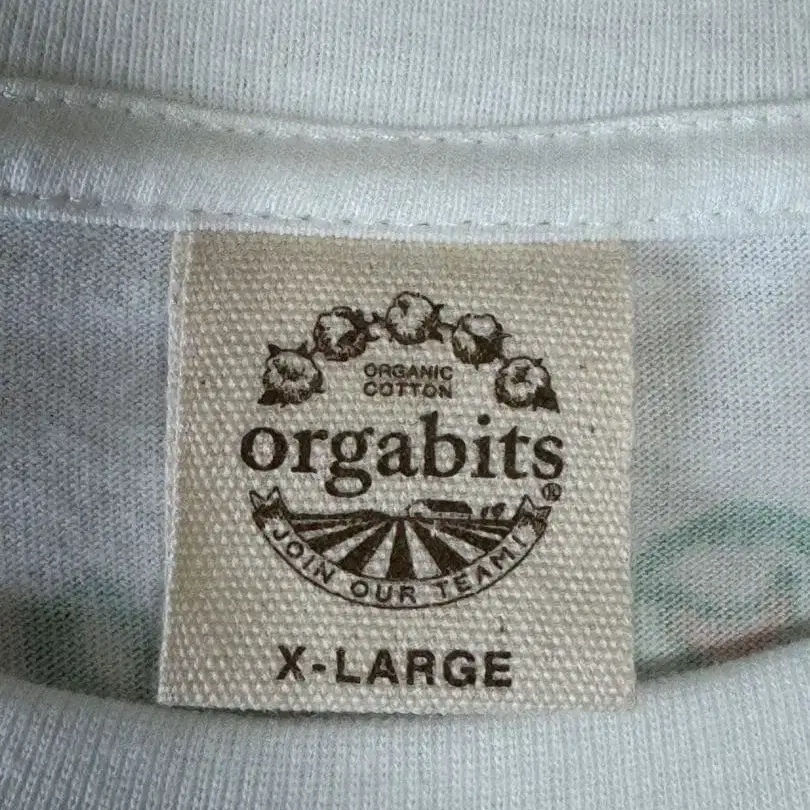 ORGANIC
COTTON
orgabits
®
JOIN OUR TEAM!
X-LARGE